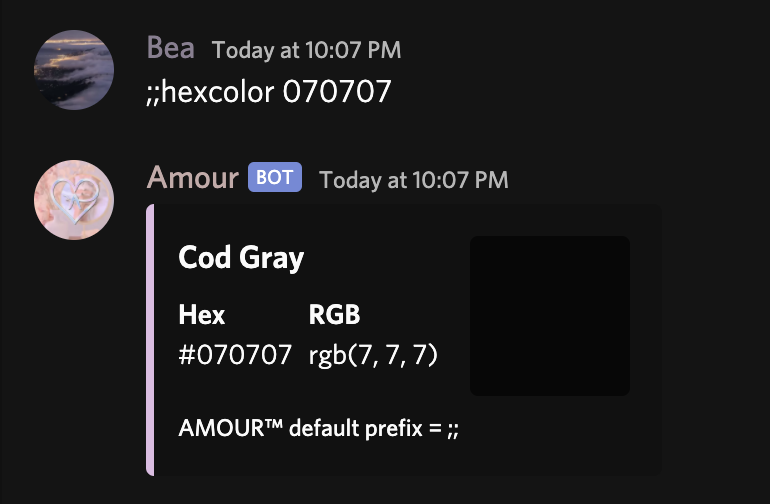 Bea Today at 10:07 PM
;;hexcolor 070707
Amour BOT Today at 10:07 PM
Cod Gray
Hex RGB
#070707 rgb(7, 7, 7)
AMOUR™ default prefix = ;;